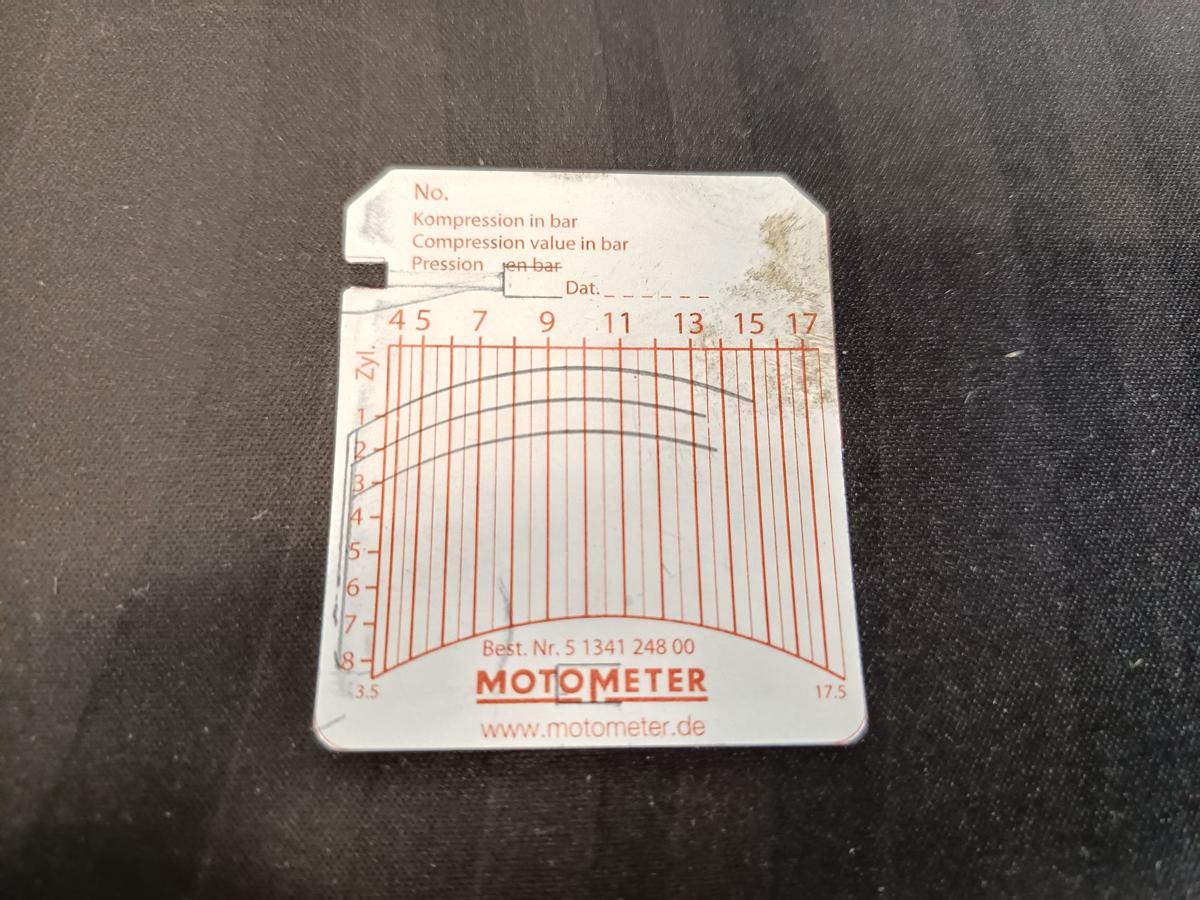 No.
Kompression in bar
Compression value in bar
Pression en bar
Dat. _ _ _ _ _ _
4 5 7 9 11 13 15 17
Zyl.
1
2
3
4
5
6
7
8
3.5 17.5
Best. Nr. 5 1341 248 00
MOTOMETER
www.motometer.de